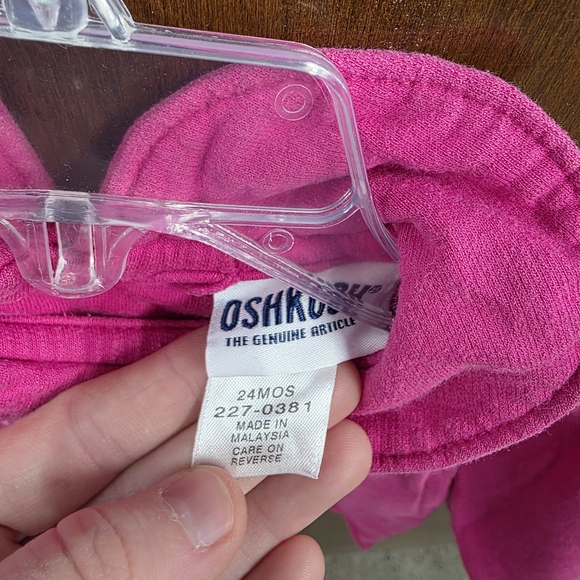 OSHKOSH
THE GENUINE ARTICLE
24MOS
227-0381
MADE IN
MALAYSIA
CARE ON
REVERSE